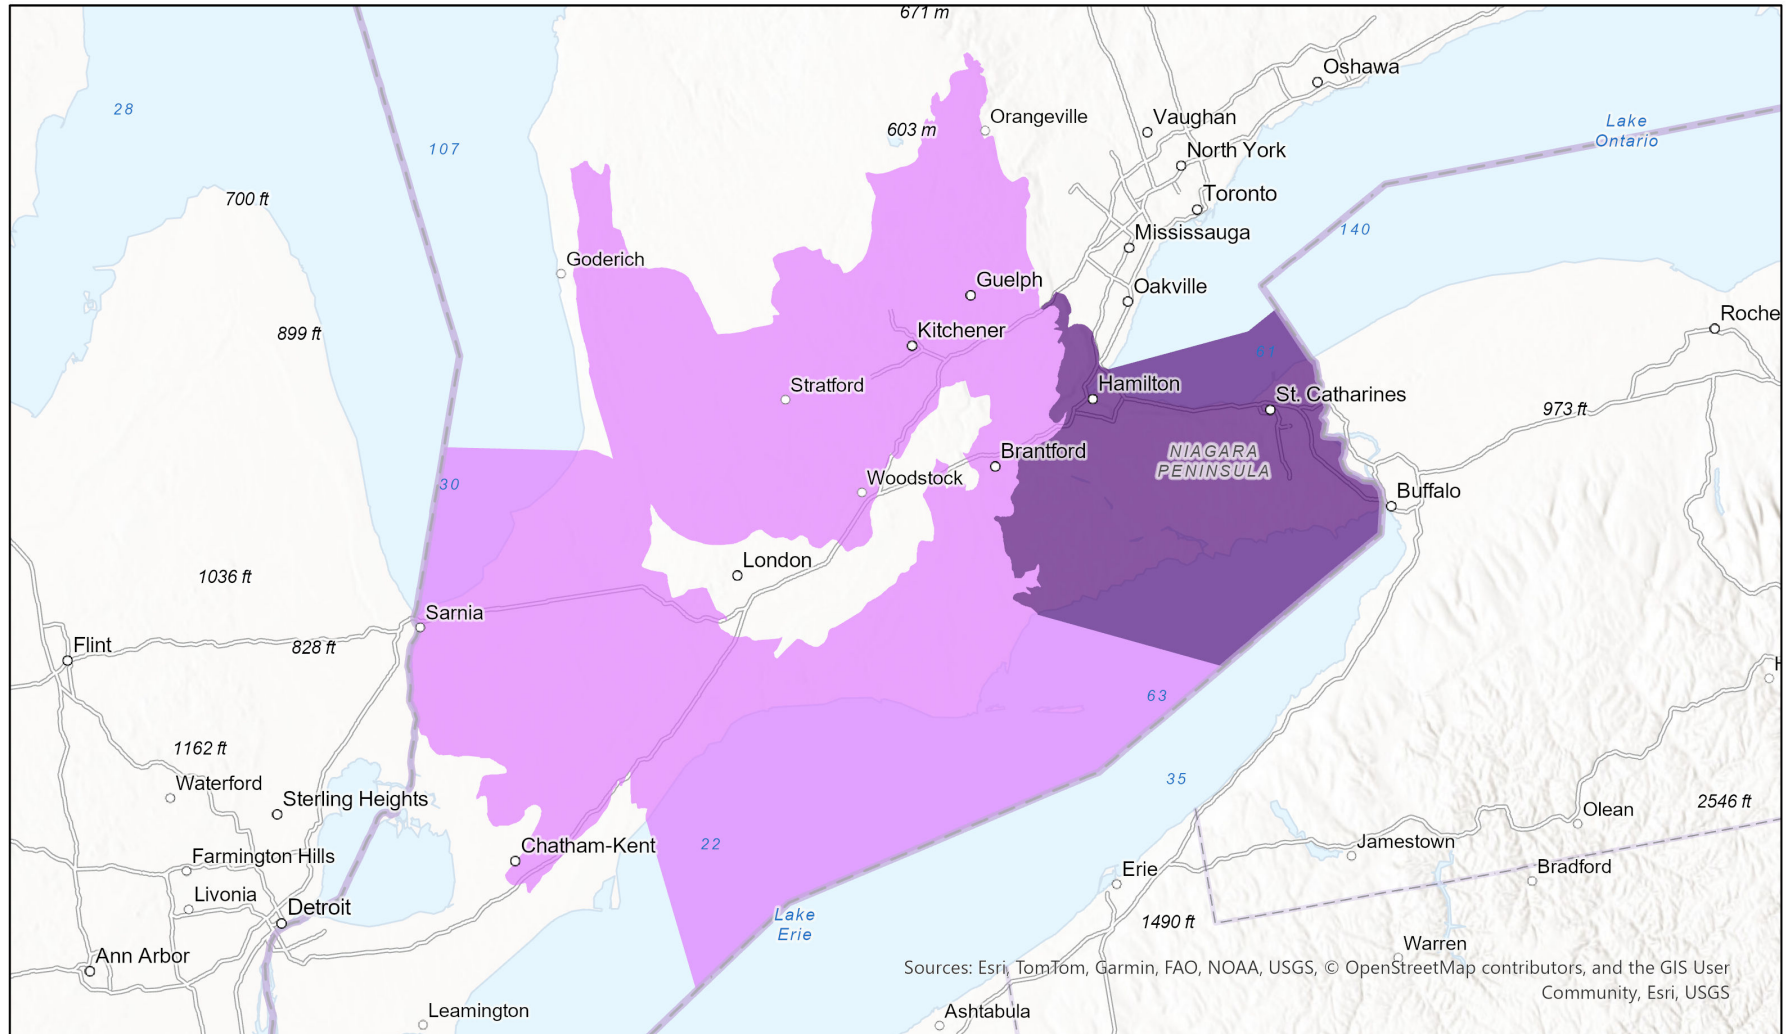 671 m
Oshawa
28
Orangeville
Vaughan
Lake
Ontario
603 m
107
North York
700 ft
Toronto
140
Mississauga
Goderich
Guelph
Oakville
899 ft
Kitchener
Roche
61
Stratford
Hamilton
St. Catharines
973 ft
Brantford
NIAGARA
PENINSULA
30
Woodstock
Buffalo
London
1036 ft
Sarnia
Flint
828 ft
H
63
1162 ft
35
Waterford
Sterling Heights
2546 ft
Olean
22
Chatham-Kent
Jamestown
Farmington Hills
Erie
Bradford
Livonia
Detroit
Lake
Erie
1490 ft
Warren
Ann Arbor
Sources: Esri, TomTom, Garmin, FAO, NOAA, USGS, © OpenStreetMap contributors, and the GIS User
Community, Esri, USGS
Leamington
Ashtabula